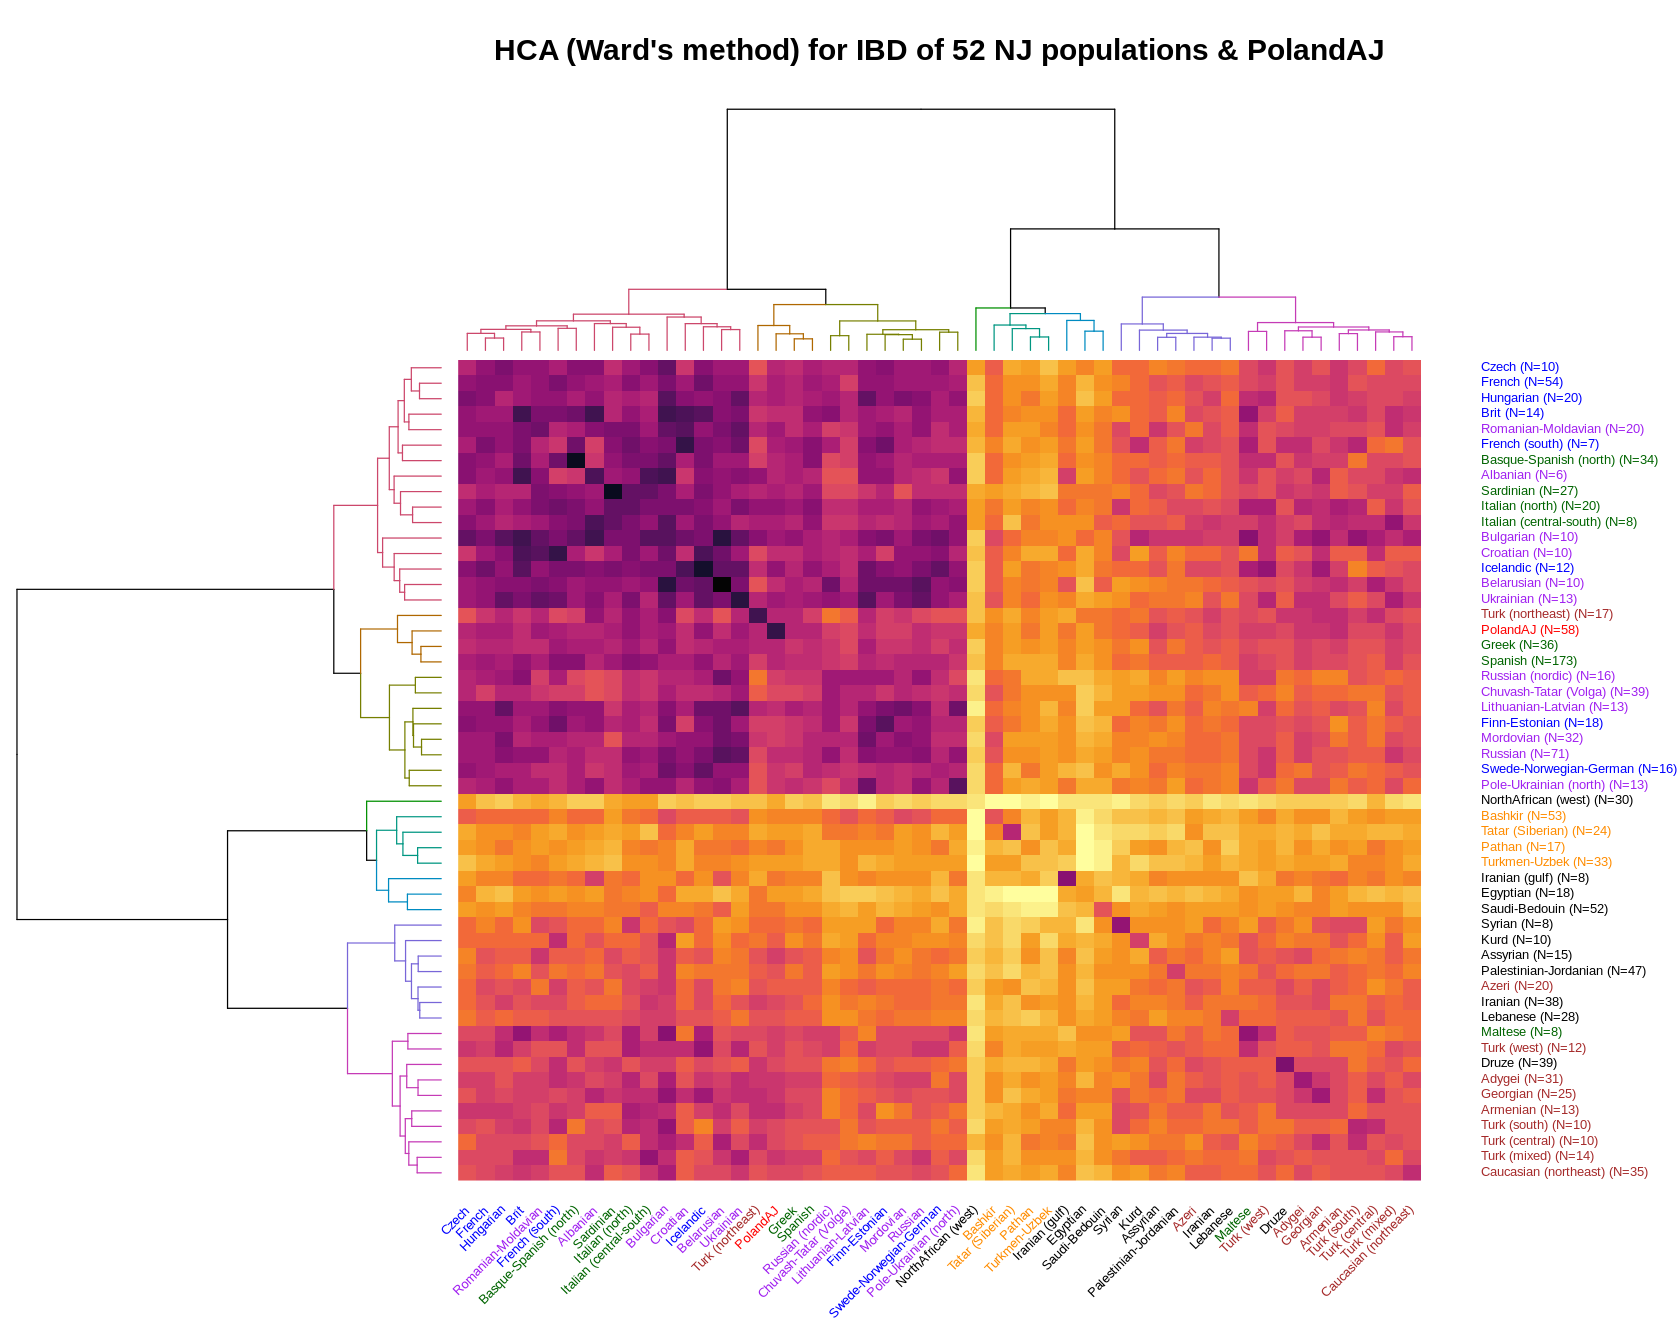 HCA (Ward's method) for IBD of 52 NJ populations & PolandAJ
Czech (N=10)
French (N=54)
Hungarian (N=20)
Brit (N=14)
Romanian-Moldavian (N=20)
French (south) (N=7)
Basque-Spanish (north) (N=34)
Albanian (N=6)
Sardinian (N=27)
Italian (north) (N=20)
Italian (central-south) (N=8)
Bulgarian (N=10)
Croatian (N=10)
Icelandic (N=12)
Belarusian (N=10)
Ukrainian (N=13)
Turk (northeast) (N=17)
PolandAJ (N=58)
Greek (N=36)
Spanish (N=173)
Russian (nordic) (N=16)
Chuvash-Tatar (Volga) (N=39)
Lithuanian-Latvian (N=13)
Finn-Estonian (N=18)
Mordovian (N=32)
Russian (N=71)
Swede-Norwegian-German (N=16)
Pole-Ukrainian (north) (N=13)
NorthAfrican (west) (N=30)
Bashkir (N=53)
Tatar (Siberian) (N=24)
Pathan (N=17)
Turkmen-Uzbek (N=33)
Iranian (gulf) (N=8)
Egyptian (N=18)
Saudi-Bedouin (N=52)
Syrian (N=8)
Kurd (N=10)
Assyrian (N=15)
Palestinian-Jordanian (N=47)
Azeri (N=20)
Iranian (N=38)
Lebanese (N=28)
Maltese (N=8)
Turk (west) (N=12)
Druze (N=39)
Adygei (N=31)
Georgian (N=25)
Armenian (N=13)
Turk (south) (N=10)
Turk (central) (N=10)
Turk (mixed) (N=14)
Caucasian (northeast) (N=35)
Czech
French
Hungarian
Brit
Romanian-Moldavian
French (south)
Basque-Spanish (north)
Albanian
Sardinian
Italian (north)
Italian (central-south)
Bulgarian
Croatian
Icelandic
Belarusian
Ukrainian
Turk (northeast)
PolandAJ
Greek
Spanish
Russian (nordic)
Chuvash-Tatar (Volga)
Lithuanian-Latvian
Finn-Estonian
Mordovian
Russian
Swede-Norwegian-German
Pole-Ukrainian (north)
NorthAfrican (west)
Bashkir
Tatar (Siberian)
Pathan
Turkmen-Uzbek
Iranian (gulf)
Egyptian
Saudi-Bedouin
Syrian
Kurd
Assyrian
Palestinian-Jordanian
Azeri
Iranian
Lebanese
Maltese
Turk (west)
Druze
Adygei
Georgian
Armenian
Turk (south)
Turk (central)
Turk (mixed)
Caucasian (northeast)